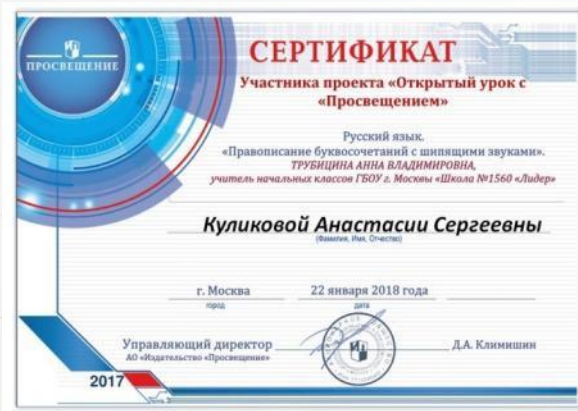 ПРОСВЕЩЕНИЕ
СЕРТИФИКАТ
Участника проекта «Открытый урок с
«Просвещением»
Русский язык.
«Правописание буквосочетаний с шипящими звуками».
ТРУБИЦИНА АННА ВЛАДИМИРОВНА,
учитель начальных классов ГБОУ г. Москвы «Школа №1560 «Лидер»
Куликовой Анастасии Сергеевны
(Фамилия, Имя, Отчество)
г. Москва 22 января 2018 года
город дата
Управляющий директор Д.А. Климишин
АО «Издательство «Просвещение»
2017